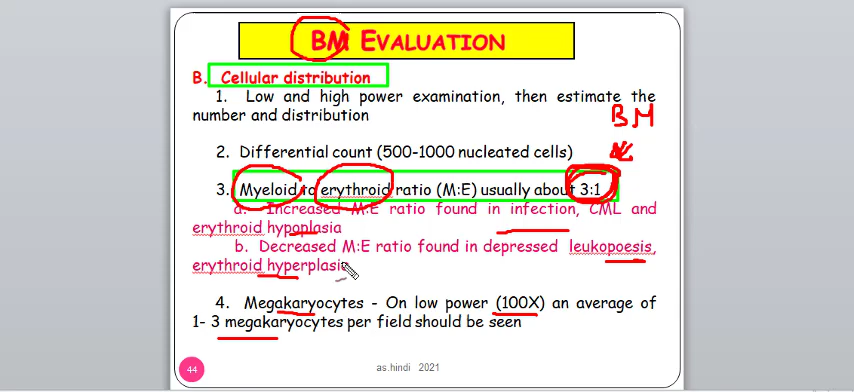 BM EVALUATION
B. Cellular distribution
1. Low and high power examination, then estimate the
number and distribution
BM
2. Differential count (500-1000 nucleated cells)
3. Myeloid to erythroid ratio (M:E) usually about 3:1
a. Increased M:E ratio found in infection, CML and
erythroid hypoplasia
b. Decreased M:E ratio found in depressed leukopoesis,
erythroid hyperplasia
4. Megakaryocytes - On low power (100X) an average of
1- 3 megakaryocytes per field should be seen
44
as.hindi 2021